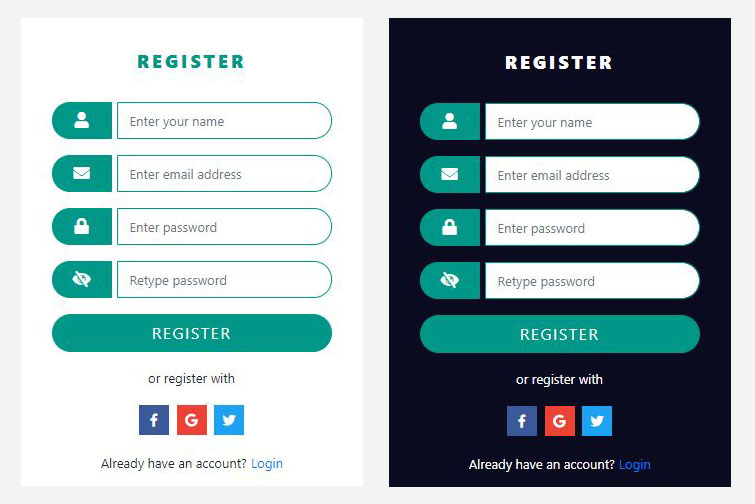 REGISTER
Enter your name
Enter email address
Enter password
Retype password
REGISTER
or register with
f G
Already have an account? Login
REGISTER
Enter your name
Enter email address
Enter password
Retype password
REGISTER
or register with
f G
Already have an account? Login